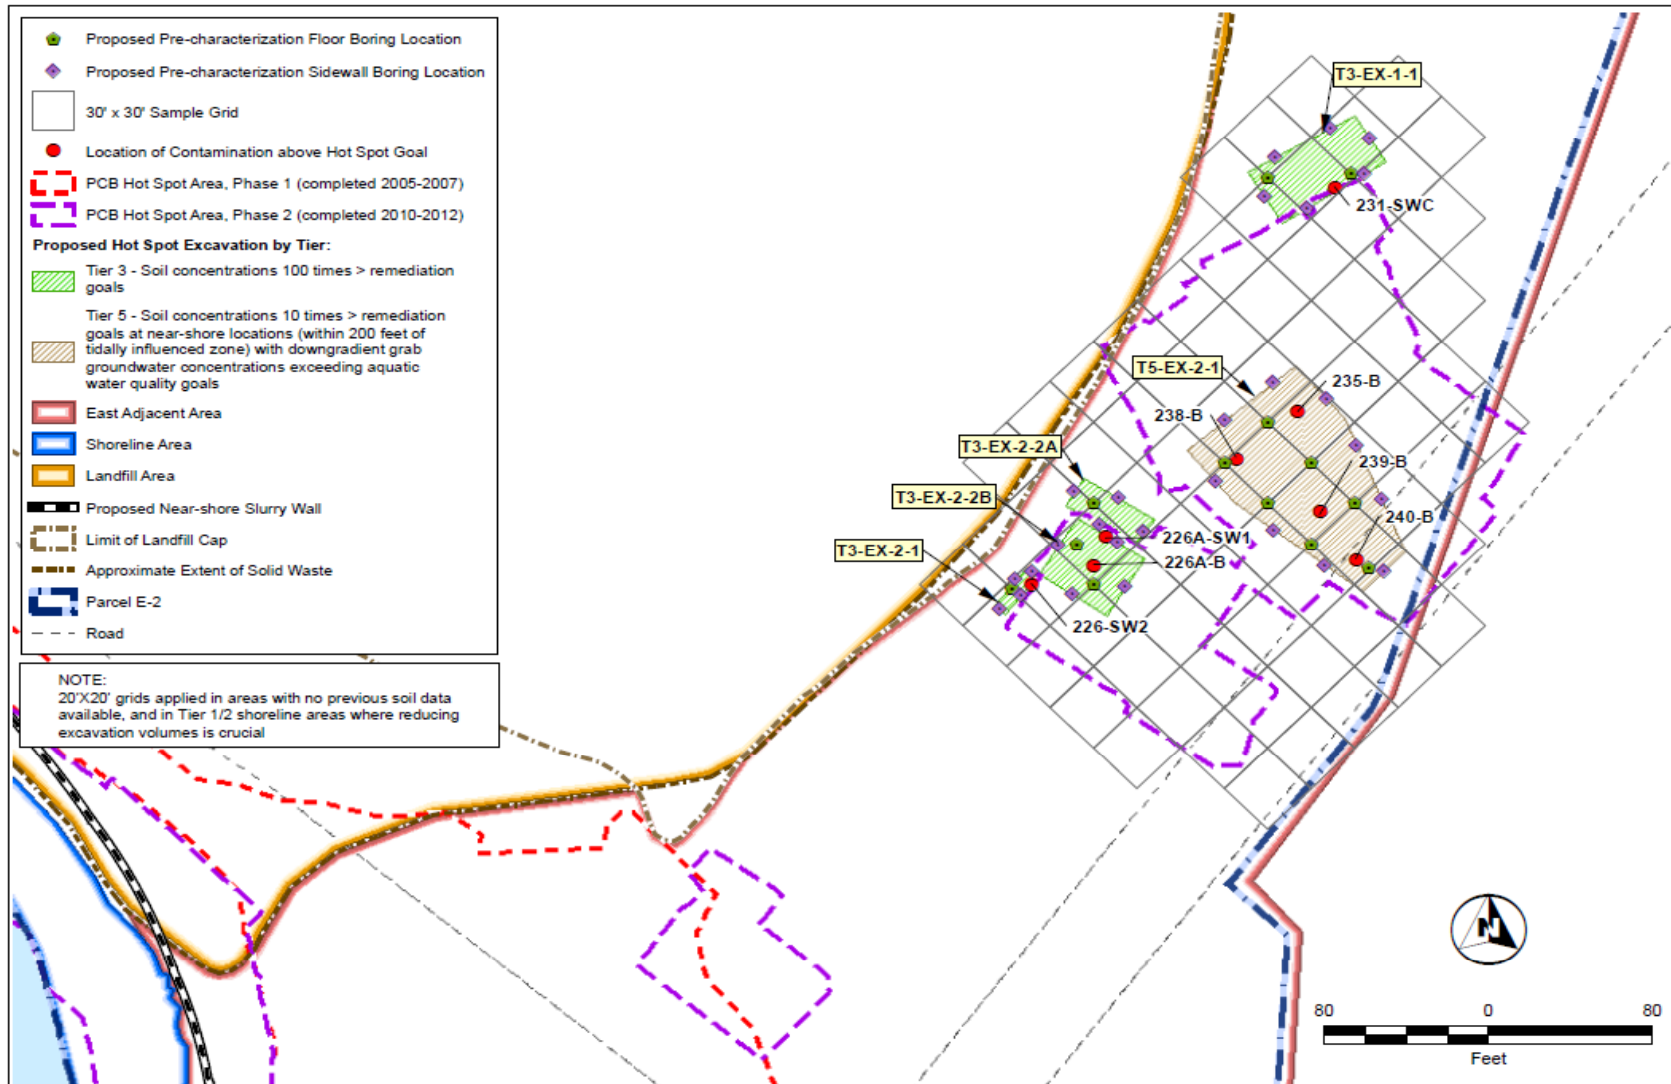 Proposed Pre-characterization Floor Boring Location
Proposed Pre-characterization Sidewall Boring Location
30' x 30' Sample Grid
Location of Contamination above Hot Spot Goal
PCB Hot Spot Area, Phase 1 (completed 2005-2007)
PCB Hot Spot Area, Phase 2 (completed 2010-2012)
Proposed Hot Spot Excavation by Tier:
Tier 3 - Soil concentrations 100 times > remediation
goals
Tier 5 - Soil concentrations 10 times > remediation
goals at near-shore locations (within 200 feet of
tidally influenced zone) with downgradient grab
groundwater concentrations exceeding aquatic
water quality goals
East Adjacent Area
Shoreline Area
Landfill Area
Proposed Near-shore Slurry Wall
Limit of Landfill Cap
Approximate Extent of Solid Waste
Parcel E-2
Road
NOTE:
20'X20' grids applied in areas with no previous soil data
available, and in Tier 1/2 shoreline areas where reducing
excavation volumes is crucial
T3-EX-1-1
231-SWC
T5-EX-2-1
235-B
238-B
T3-EX-2-2A
239-B
T3-EX-2-2B
240-B
226A-SW1
T3-EX-2-1
226A-B
226-SW2
N
80 0 80
Feet